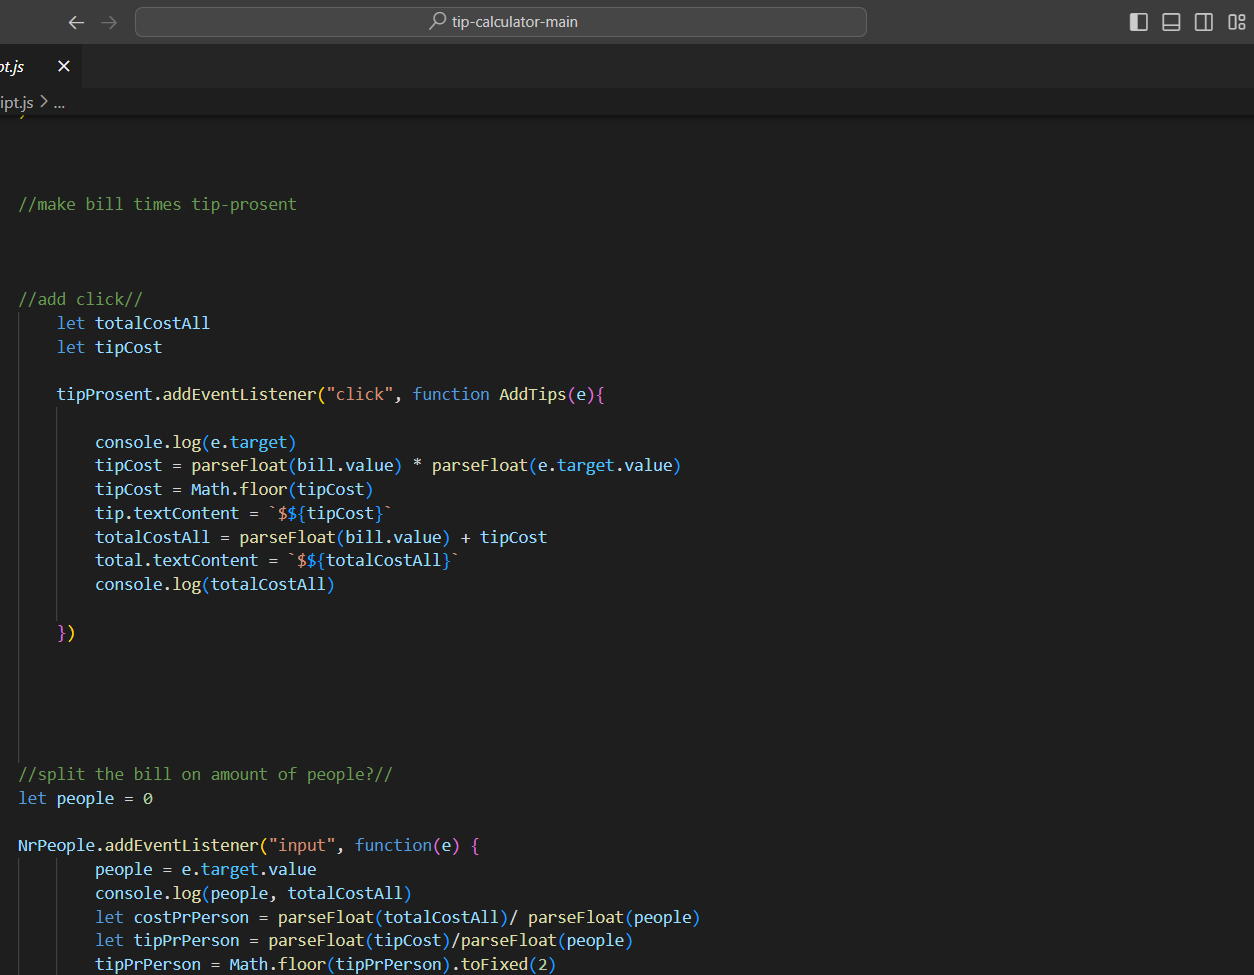 tip-calculator-main
pt.js
ipt.js > ...
//make bill times tip-prosent
//add click//
let totalCostAll
let tipCost
tipProsent.addEventListener("click", function AddTips(e){
console.log(e.target)
tipCost = parseFloat(bill.value) * parseFloat(e.target.value)
tipCost = Math.floor(tipCost)
tip.textContent = `$${tipCost}`
totalCostAll = parseFloat(bill.value) + tipCost
total.textContent = `$${totalCostAll}`
console.log(totalCostAll)
})
//split the bill on amount of people?//
let people = 0
NrPeople.addEventListener("input", function(e) {
people = e.target.value
console.log(people, totalCostAll)
let costPrPerson = parseFloat(totalCostAll)/ parseFloat(people)
let tipPrPerson = parseFloat(tipCost)/parseFloat(people)
tipPrPerson = Math.floor(tipPrPerson).toFixed(2)